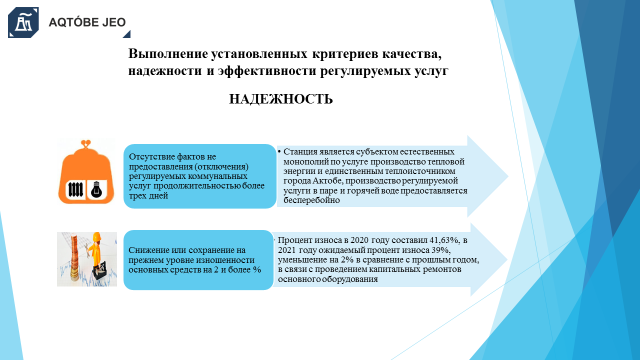 AQTÓBE JEO
Выполнение установленных критериев качества,
надежности и эффективности регулируемых услуг
НАДЕЖНОСТЬ
Отсутствие фактов не
предоставления (отключения)
регулируемых коммунальных
услуг продолжительностью более
трех дней
• Станция является субъектом естественных
монополий по услуге производство тепловой
энергии и единственным теплоисточником
города Актобе, производство регулируемой
услуги в паре и горячей воде предоставляется
бесперебойно
Снижение или сохранение на
прежнем уровне изношенности
основных средств на 2 и более %
Процент износа в 2020 году составил 41,63%, в
2021 году ожидаемый процент износа 39%,
уменьшение на 2% в сравнение с прошлым годом,
в связи с проведением капитальных ремонтов
основного оборудования